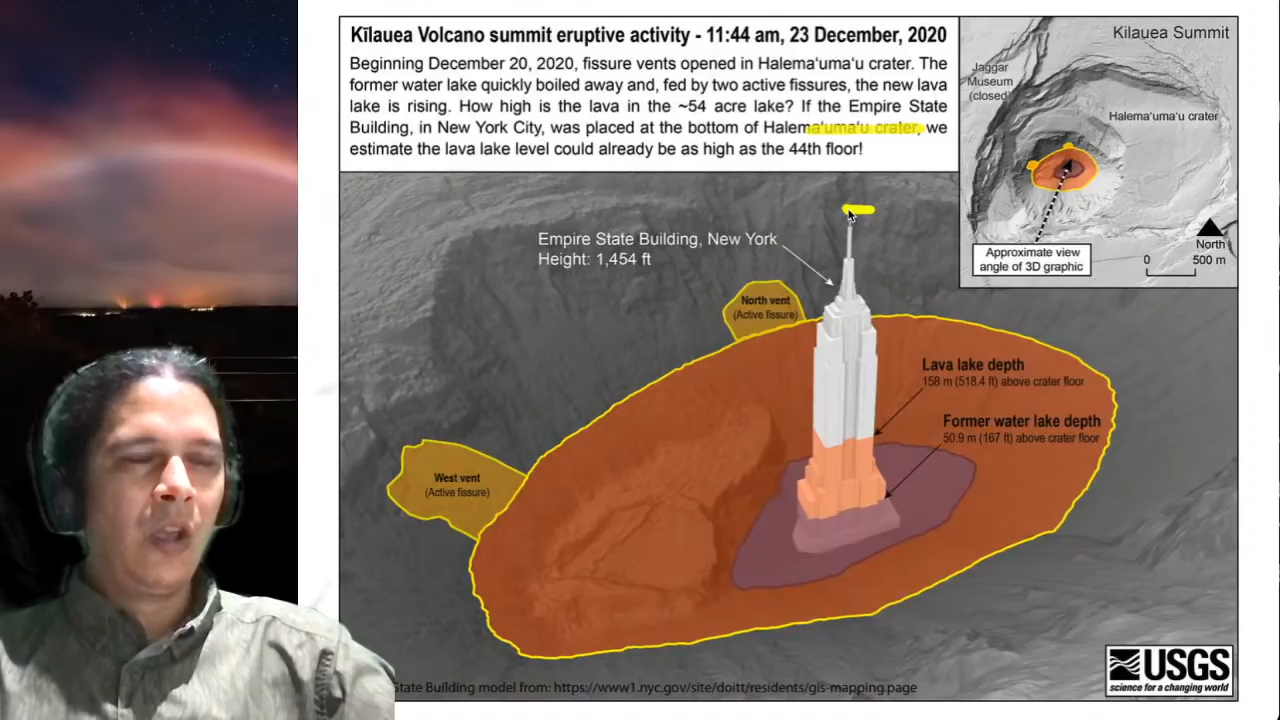 Kīlauea Volcano summit eruptive activity - 11:44 am, 23 December, 2020
Beginning December 20, 2020, fissure vents opened in Halemaʻumaʻu crater. The
former water lake quickly boiled away and, fed by two active fissures, the new lava
lake is rising. How high is the lava in the ~54 acre lake? If the Empire State
Building, in New York City, was placed at the bottom of Halemaʻumaʻu crater, we
estimate the lava lake level could already be as high as the 44th floor!
Kīlauea Summit
Jaggar
Museum
(closed)
Halemaʻumaʻu crater
Approximate view
angle of 3D graphic
North
0 500 m
Empire State Building, New York
Height: 1,454 ft
North vent
(Active fissure)
Lava lake depth
158 m (518.4 ft) above crater floor
Former water lake depth
50.9 m (167 ft) above crater floor
West vent
(Active fissure)
State Building model from: https://www1.nyc.gov/site/doitt/residents/gis-mapping.page
USGS
science for a changing world